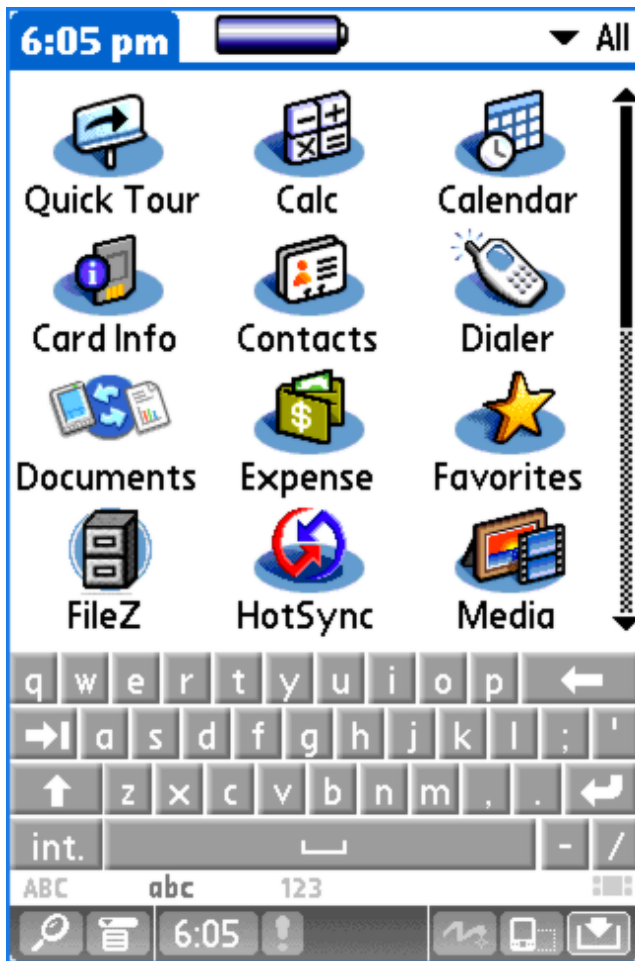 6:05 pm All
Quick Tour Calc Calendar
Card Info Contacts Dialer
Documents Expense Favorites
FileZ HotSync Media
q w e r t y u i o p
a s d f g h j k l ; '
z x c v b n m , .
int. - /
ABC abc 123
6:05